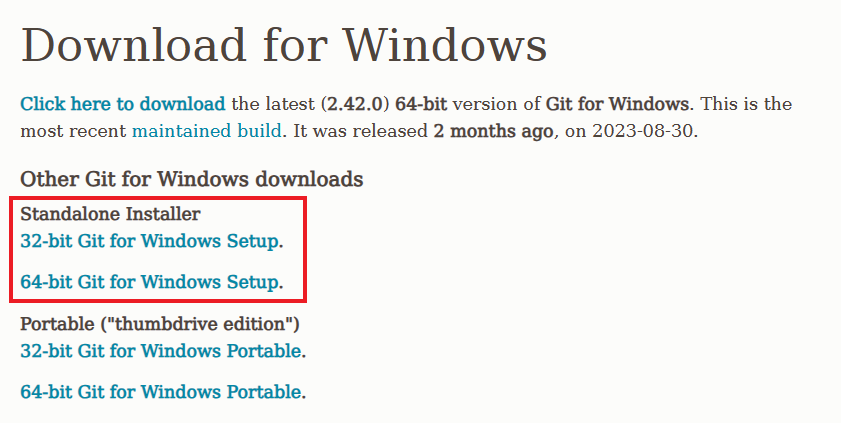 Download for Windows
Click here to download the latest (2.42.0) 64-bit version of Git for Windows. This is the
most recent maintained build. It was released 2 months ago, on 2023-08-30.
Other Git for Windows downloads
Standalone Installer
32-bit Git for Windows Setup.
64-bit Git for Windows Setup.
Portable ("thumbdrive edition")
32-bit Git for Windows Portable.
64-bit Git for Windows Portable.